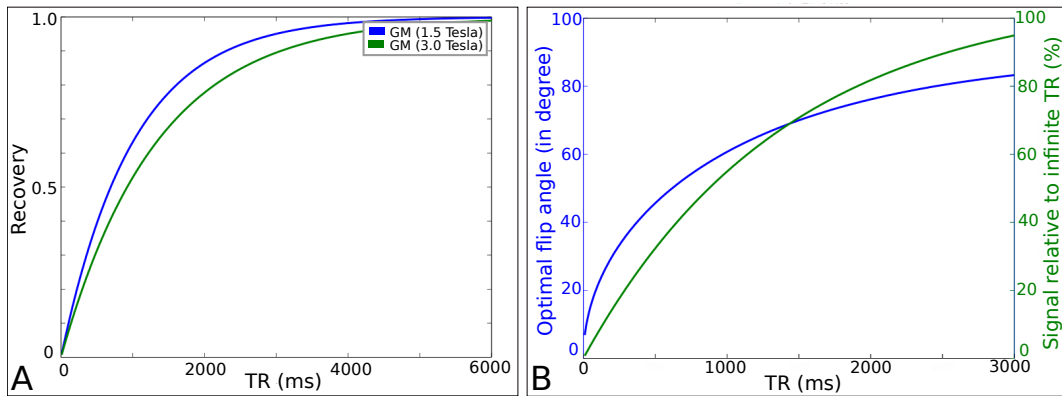 1.0
GM (1.5 Tesla)
GM (3.0 Tesla)
Recovery
0.5
0
0
2000
4000
6000
TR (ms)
A
100
80
60
40
20
0
Optimal flip angle (in degree)
0
1000
2000
3000
TR (ms)
100
80
60
40
20
0
Signal relative to infinite TR (%)
B